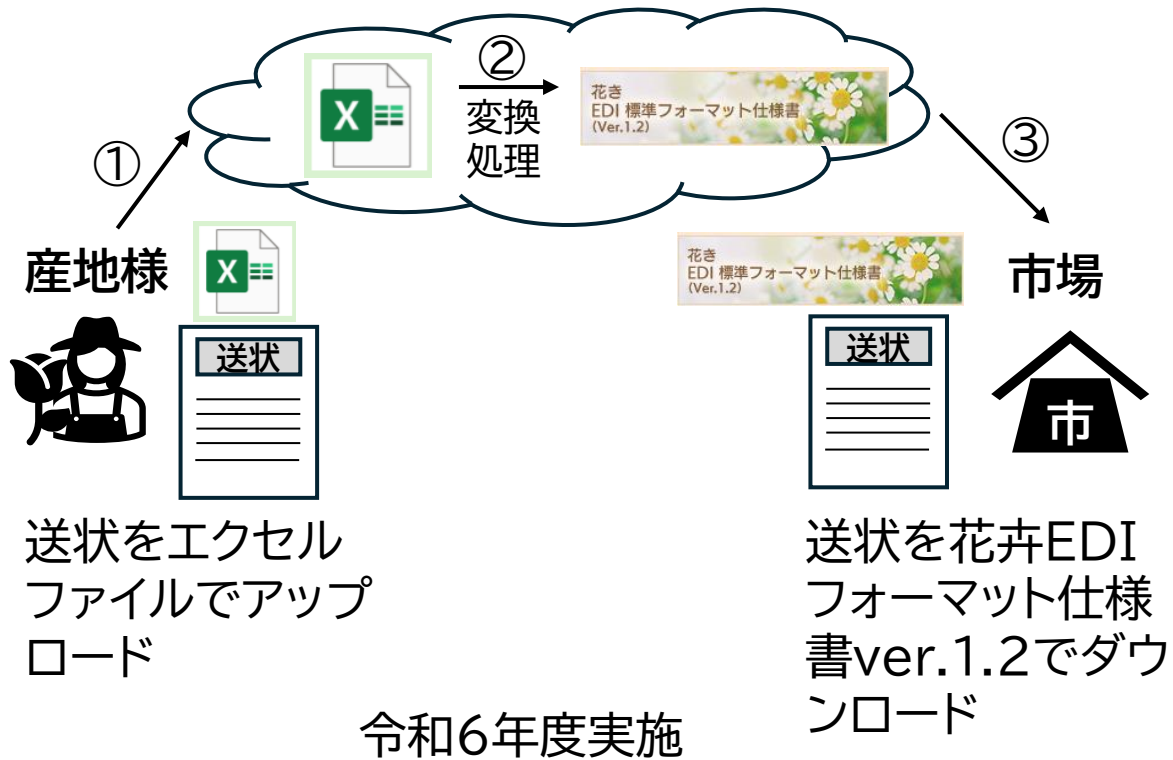 ②
変換
処理
花き
EDI 標準フォーマット仕様書
(Ver.1.2)
①
③
産地様
花き
EDI 標準フォーマット仕様書
(Ver.1.2)
市場
X
X
送状
送状
市
送状をエクセル
ファイルでアップ
ロード
送状を花卉EDI
フォーマット仕様
書ver.1.2でダウ
ンロード
令和6年度実施